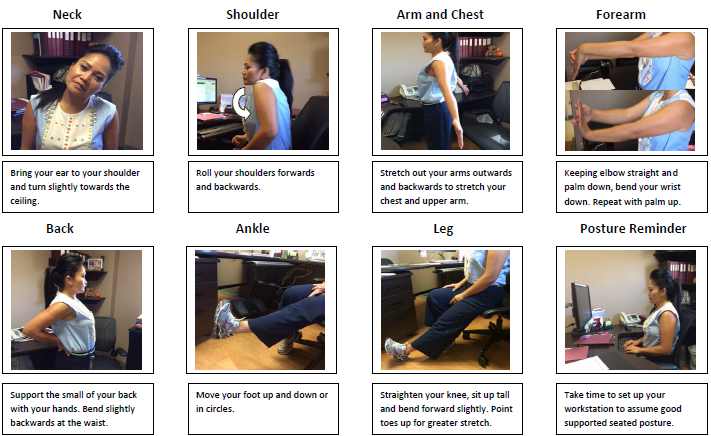 Neck
Shoulder
Arm and Chest
Forearm
Bring your ear to your shoulder
and turn slightly towards the
ceiling.
Roll your shoulders forwards
and backwards.
Stretch out your arms outwards
and backwards to stretch your
chest and upper arm.
Keeping elbow straight and
palm down, bend your wrist
down. Repeat with palm up.
Back
Ankle
Leg
Posture Reminder
Support the small of your back
with your hands. Bend slightly
backwards at the waist.
Move your foot up and down or
in circles.
Straighten your knee, sit up tall
and bend forward slightly. Point
toes up for greater stretch.
Take time to set up your
workstation to assume good
supported seated posture.